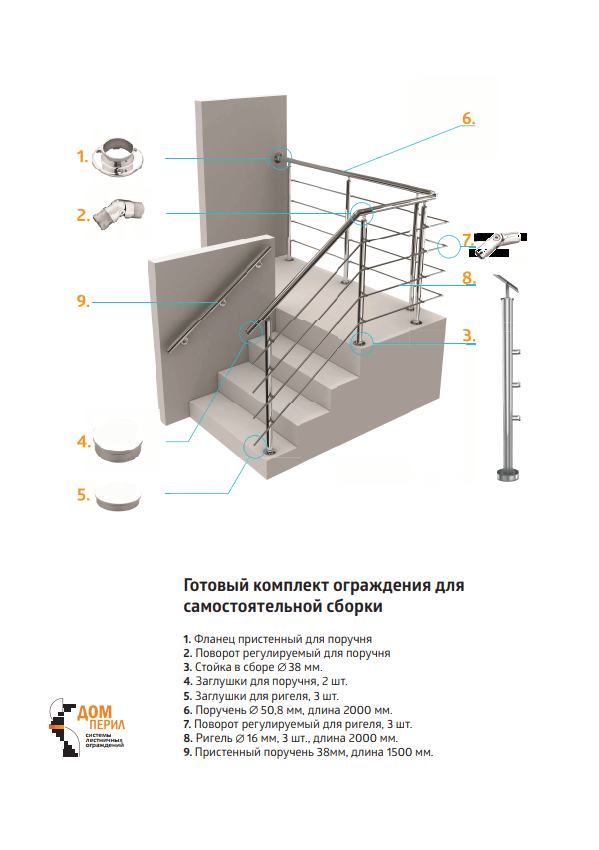 1.
6.
2.
7.
8.
9.
3.
4.
5.
Готовый комплект ограждения для
самостоятельной сборки
1. Фланец пристенный для поручня
2. Поворот регулируемый для поручня
3. Стойка в сборе ∅ 38 мм.
4. Заглушки для поручня, 2 шт.
5. Заглушки для ригеля, 3 шт.
6. Поручень ∅ 50,8 мм, длина 2000 мм.
7. Поворот регулируемый для ригеля, 3 шт.
8. Ригель ∅ 16 мм, 3 шт., длина 2000 мм.
9. Пристенный поручень 38мм, длина 1500 мм.
ДОМ
ПЕРИЛ
системы
лестничных
ограждений